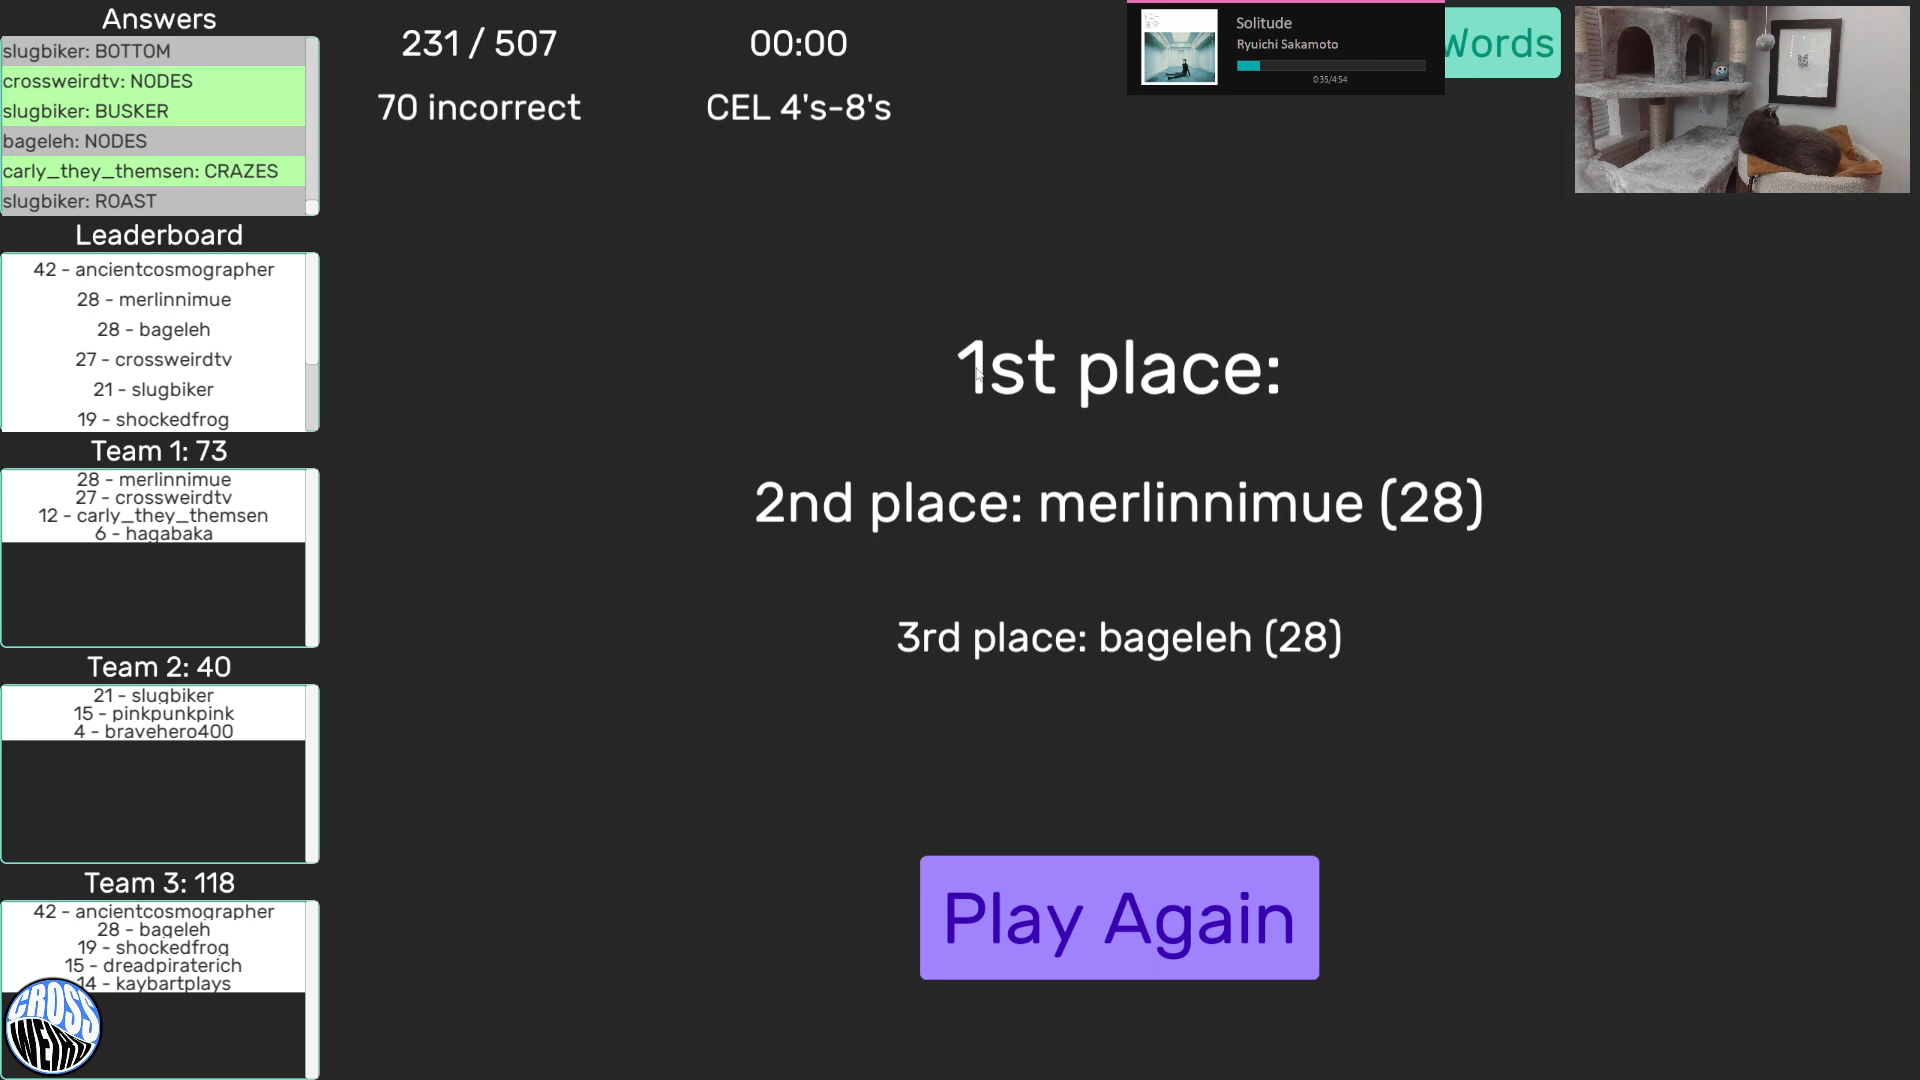 Answers
slugbiker: BOTTOM
crossweirdtv: NODES
slugbiker: BUSKER
bageleh: NODES
carly_they_themsen: CRAZES
slugbiker: ROAST
Leaderboard
42 - ancientcosmographer
28 - merlinnimue
28 - bageleh
27 - crossweirdtv
21 - slugbiker
19 - shockedfrog
Team 1: 73
28 - merlinnimue
27 - crossweirdtv
12 - carly_they_themsen
6 - hagabaka
Team 2: 40
21 - slugbiker
15 - pinkpunkpink
4 - bravehero400
Team 3: 118
42 - ancientcosmographer
28 - bageleh
19 - shockedfrog
15 - dreadpiraterich
14 - kaybartplays
CROSS
WEIRD
231 / 507
70 incorrect
00:00
CEL 4's-8's
Solitude
Ryuichi Sakamoto
0:35/4:54
Words
1st place:
2nd place: merlinnimue (28)
3rd place: bageleh (28)
Play Again